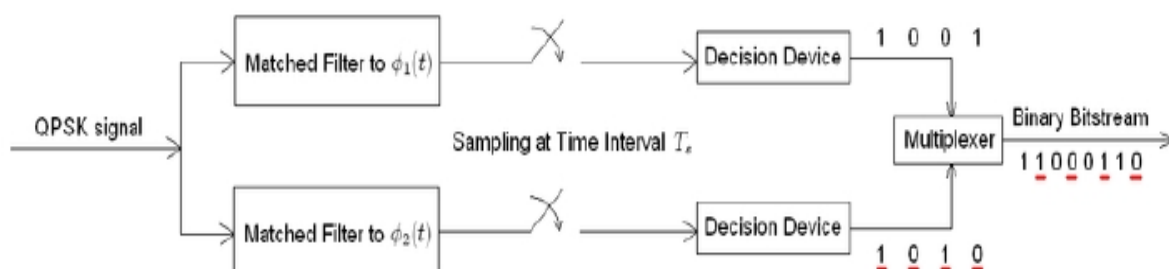 1 0 0 1
Matched Filter to ϕ₁(t)
Decision Device
QPSK signal
Sampling at Time Interval Tₛ
Multiplexer
Binary Bitstream
1 1 0 0 0 1 1 0
Matched Filter to ϕ₂(t)
Decision Device
1 0 1 0